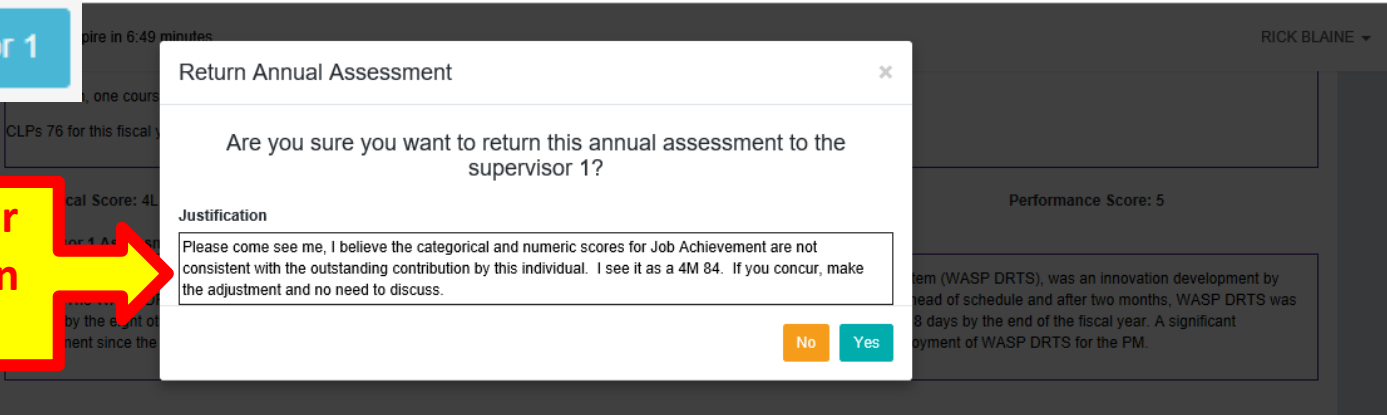 r 1
pire in 6:49 minutes
RICK BLAINE
Return Annual Assessment
×
, one cours
CLPs 76 for this fiscal y
Are you sure you want to return this annual assessment to the
supervisor 1?
cal Score: 4L
Performance Score: 5
r
n
Justification
Please come see me, I believe the categorical and numeric scores for Job Achievement are not
consistent with the outstanding contribution by this individual. I see it as a 4M 84. If you concur, make
the adjustment and no need to discuss.
tem (WASP DRTS), was an innovation development by
head of schedule and after two months, WASP DRTS was
by the eight ot
8 days by the end of the fiscal year. A significant
ment since the
oyment of WASP DRTS for the PM.
No Yes